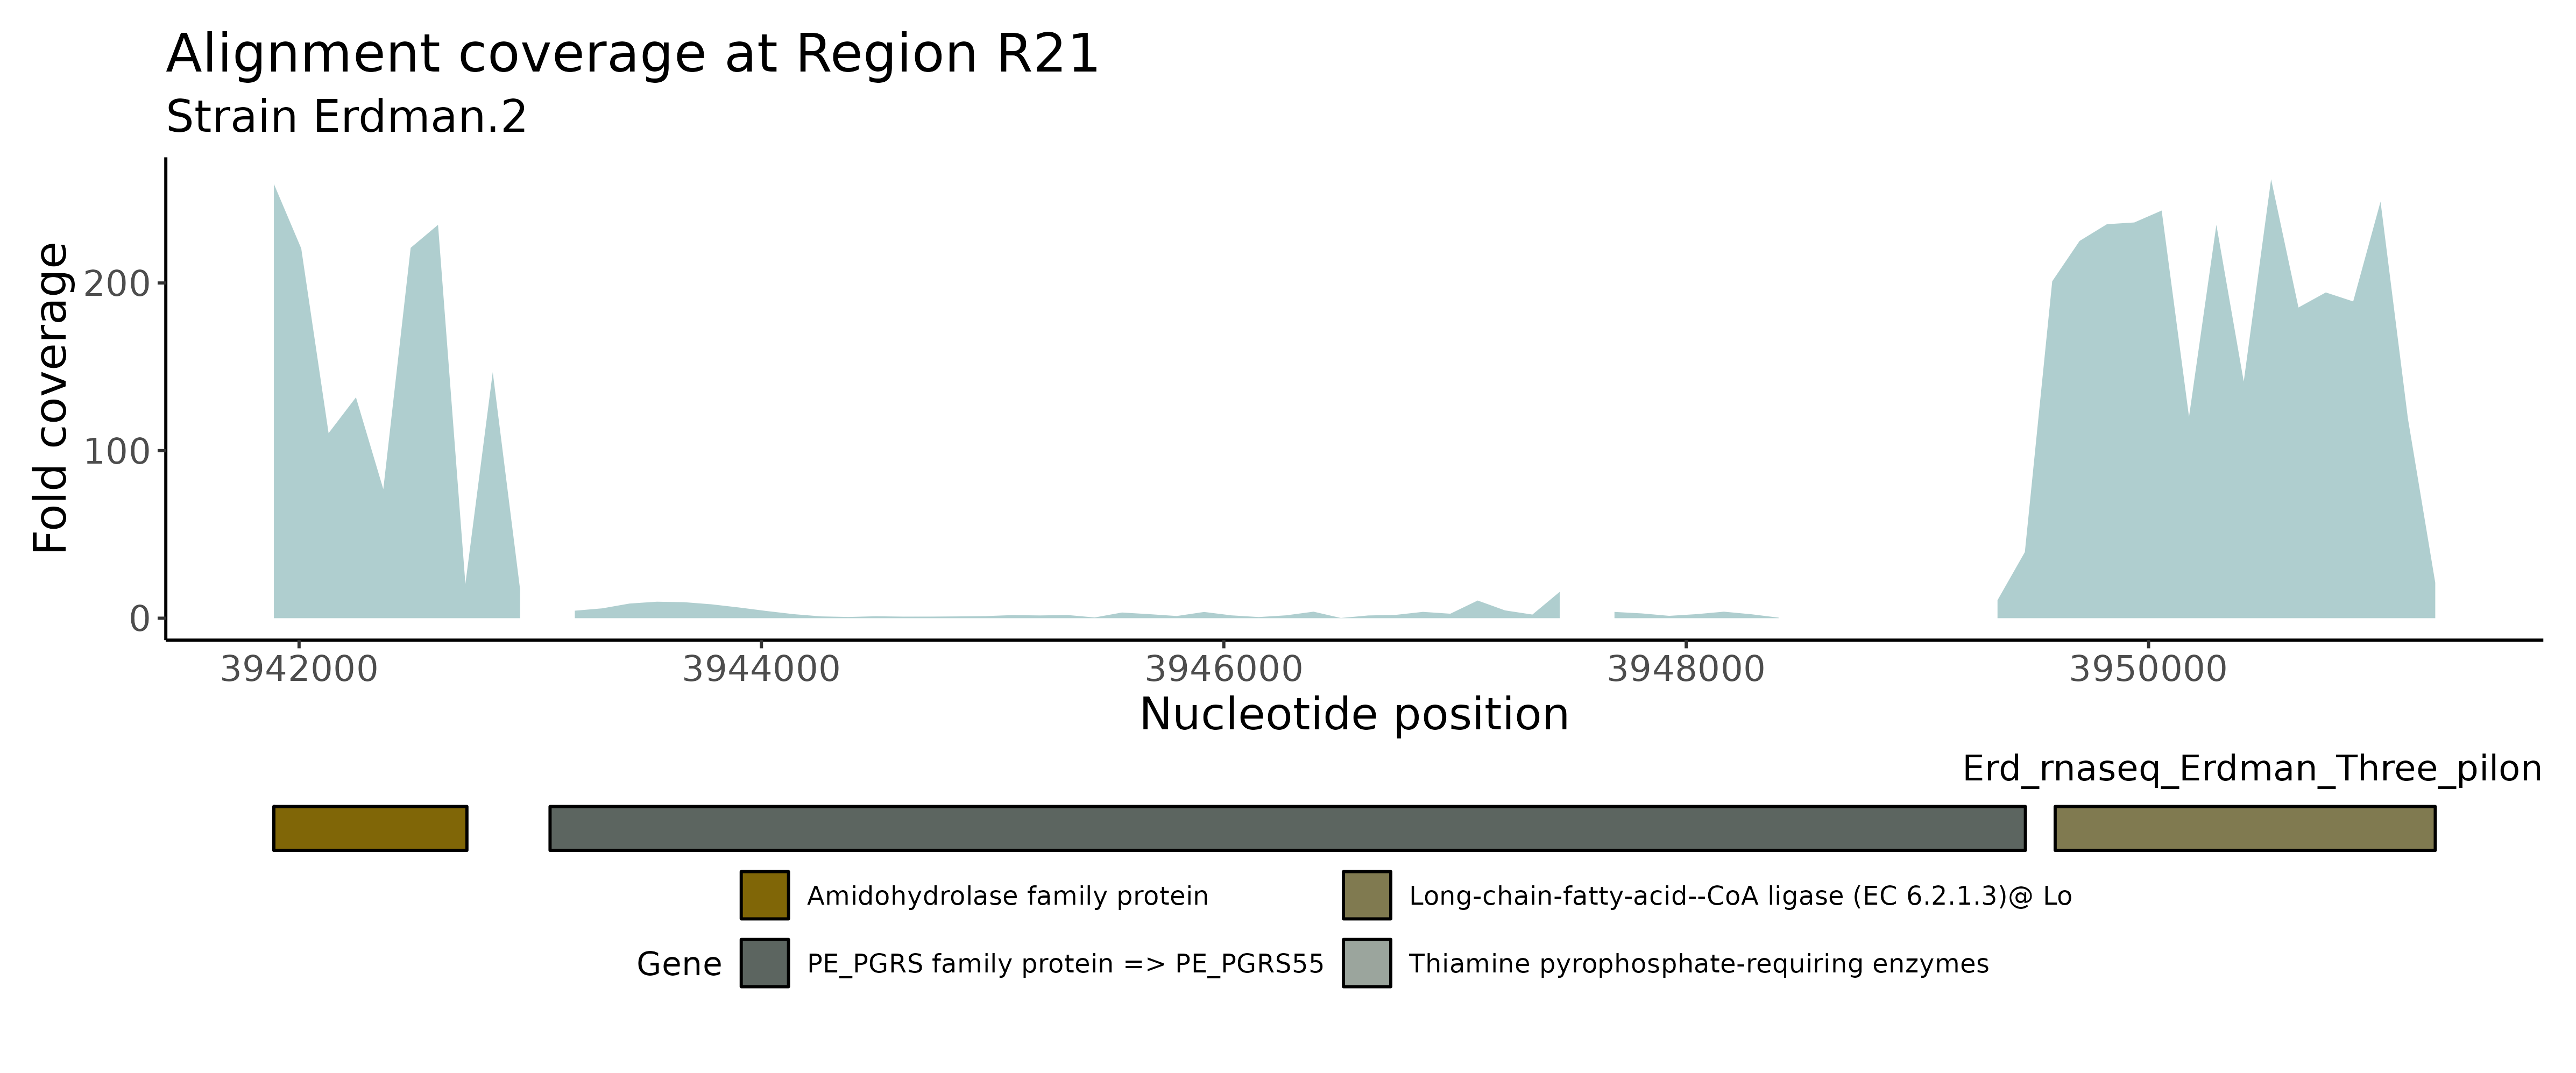 Alignment coverage at Region R21
Strain Erdman.2
Fold coverage
200
100
0
3942000 3944000 3946000 3948000 3950000
Nucleotide position
Erd_rnaseq_Erdman_Three_pilon
Gene
Amidohydrolase family protein
Long-chain-fatty-acid--CoA ligase (EC 6.2.1.3)@ Lo
PE_PGRS family protein => PE_PGRS55
Thiamine pyrophosphate-requiring enzymes